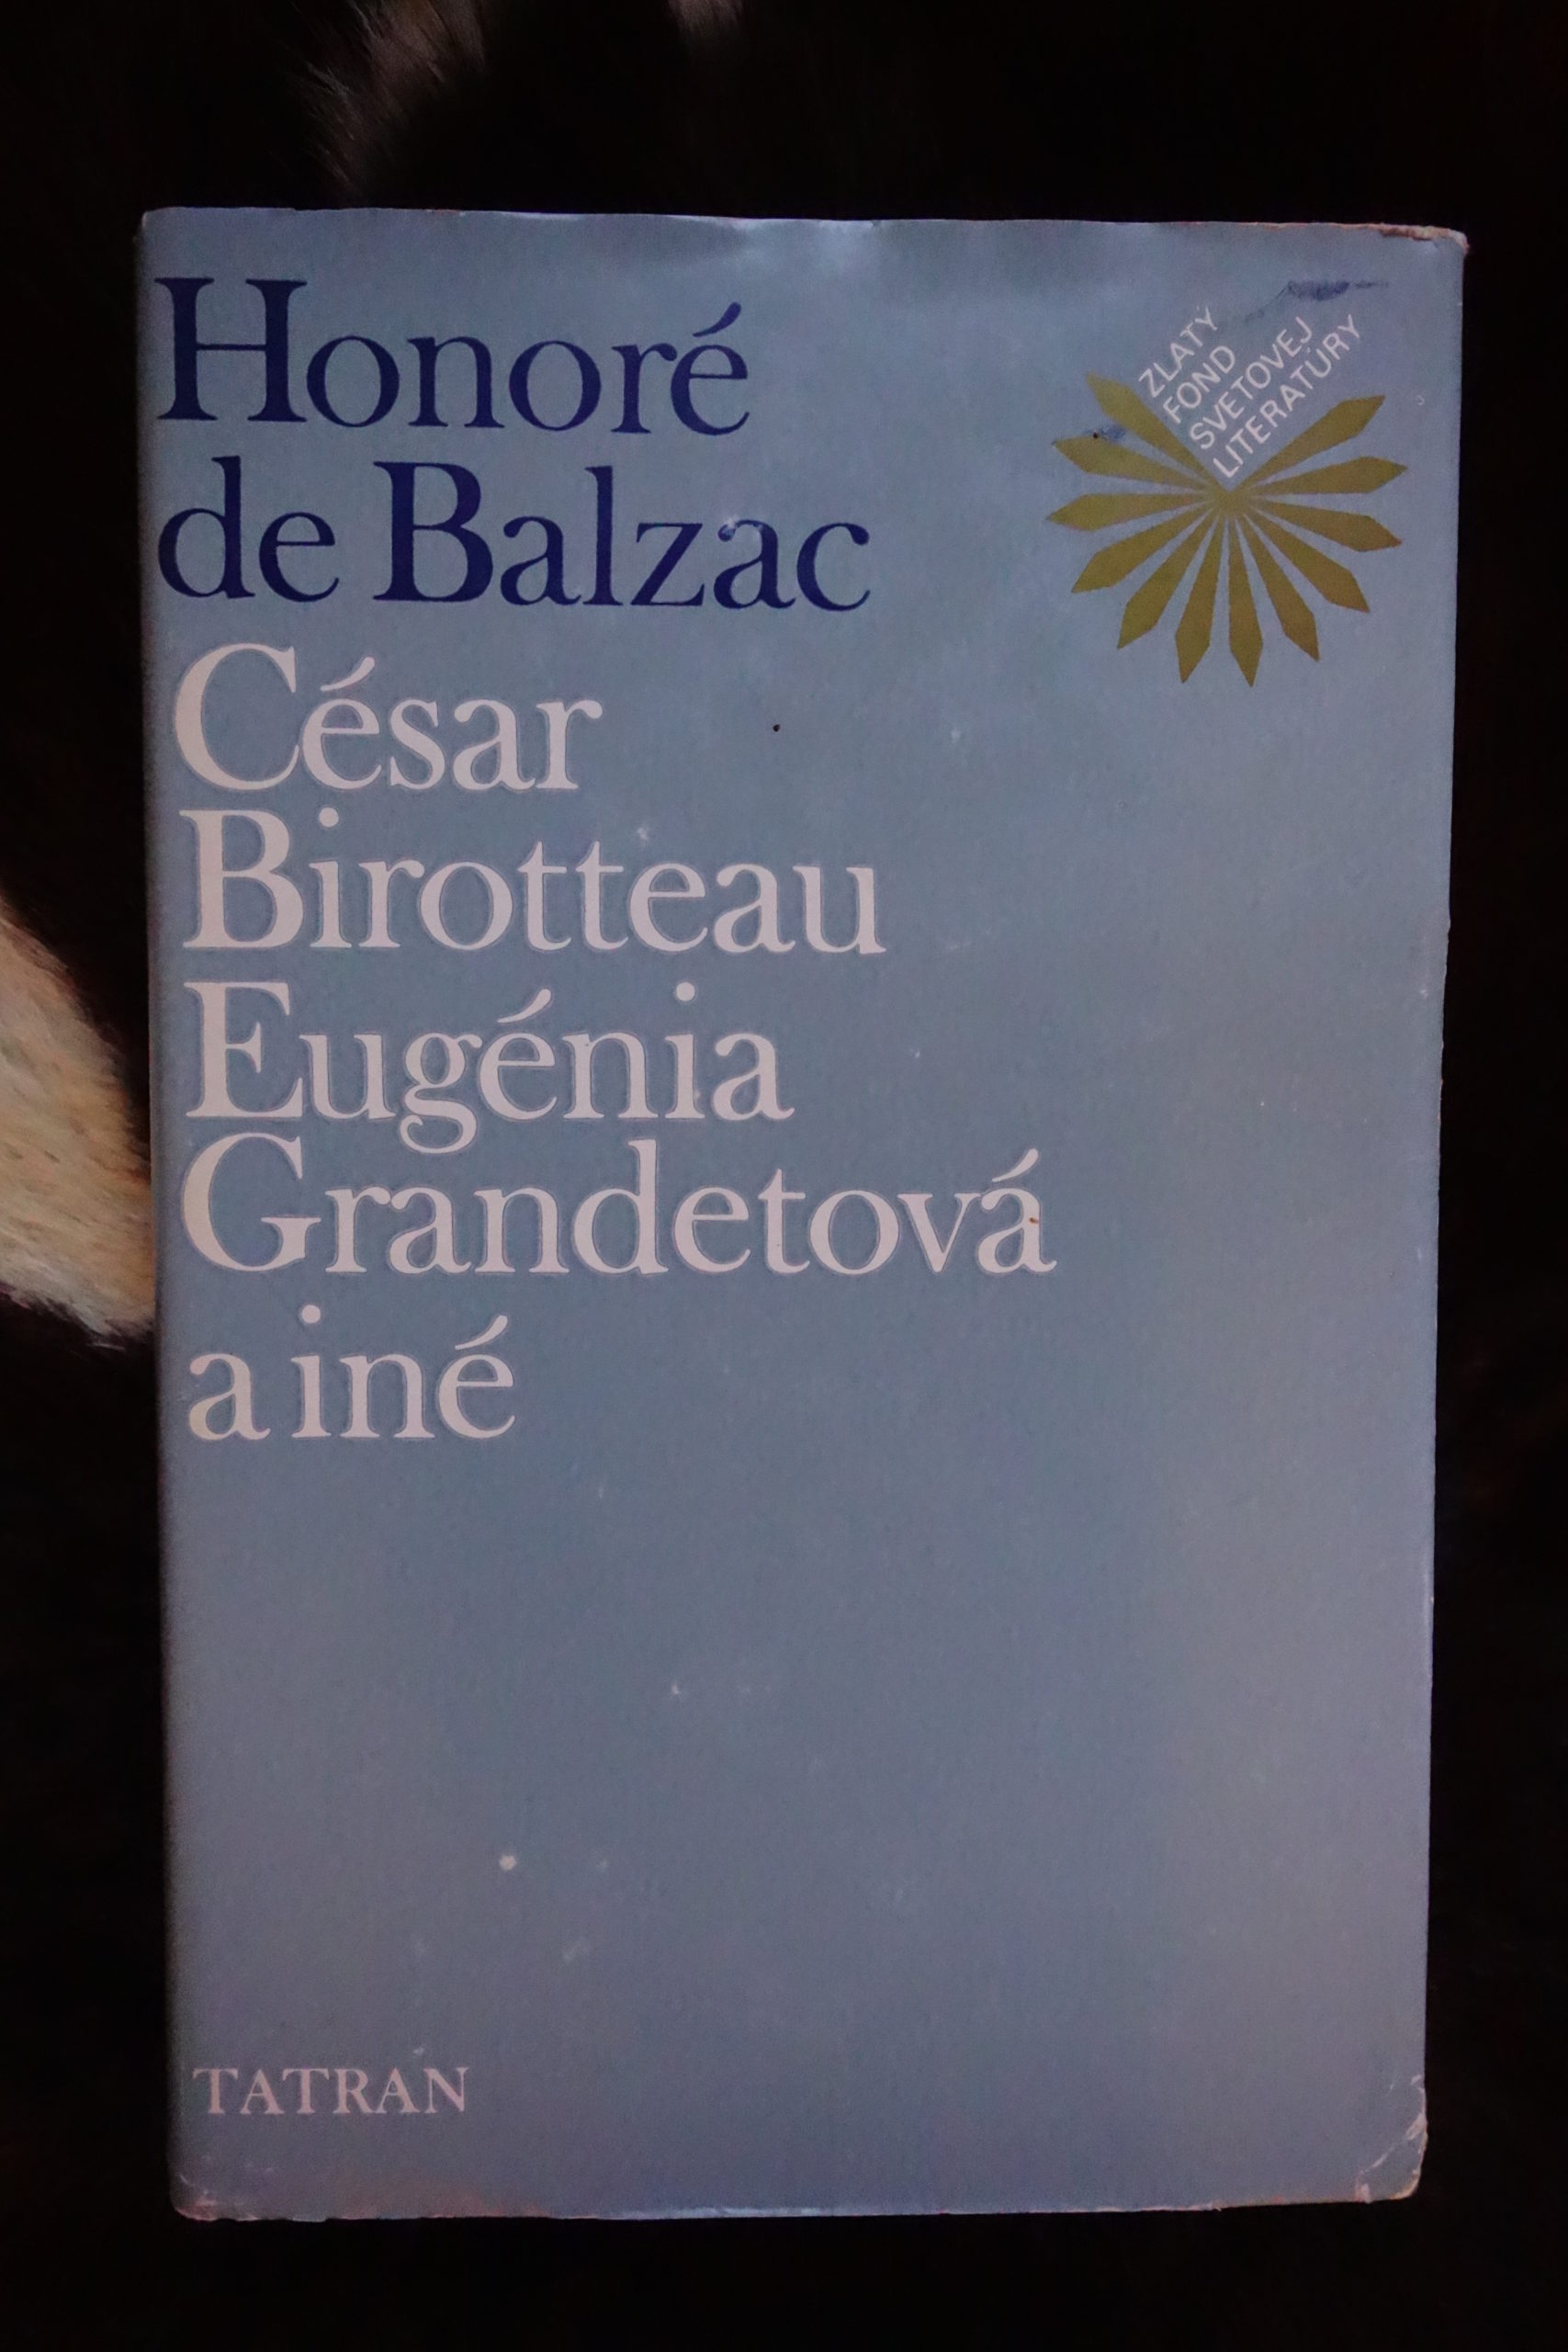 Honoré
de Balzac
ZLATÝ
FOND
SVETOVEJ
LITERATÚRY
César
Birotteau
Eugénia
Grandetová
a iné
TATRAN